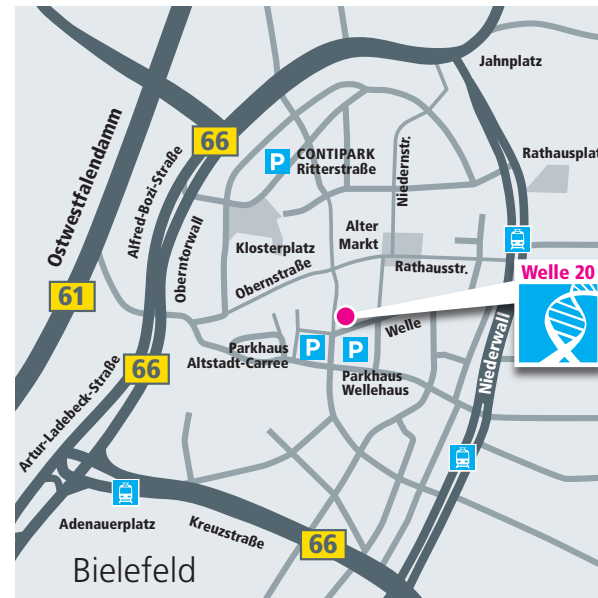 Jahnplatz
Ostwestfalendamm
66
Alfred-Bozi-Straße
P
CONTIPARK
Ritterstraße
Niedernstr.
Rathauspla
Oberntorwall
Klosterplatz
Alter
Markt
Obernstraße
Rathausstr.
61
Welle 20
Welle
Niederwall
66
Parkhaus
Altstadt-Carree
P
P
Parkhaus
Wellehaus
Artur-Ladebeck-Straße
Adenauerplatz
Kreuzstraße
66
Bielefeld